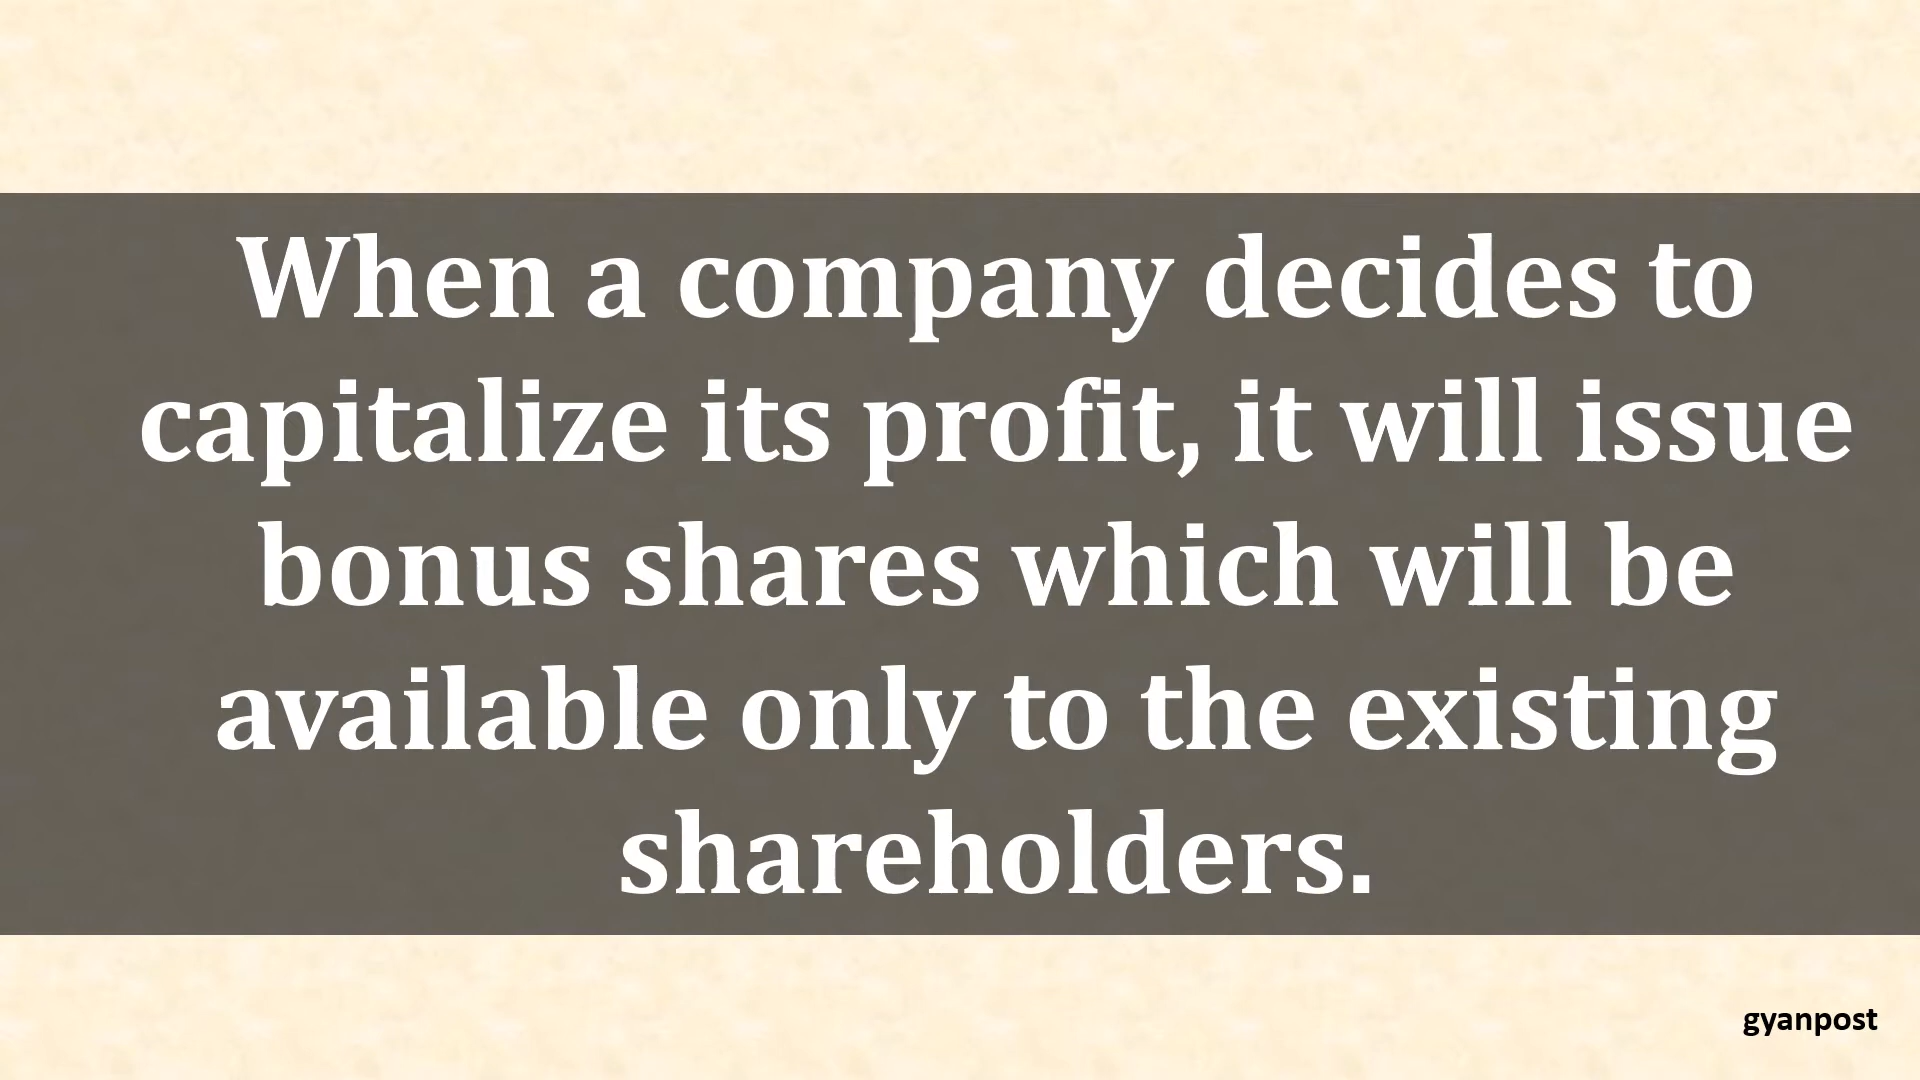 When a company decides to
capitalize its profit, it will issue
bonus shares which will be
available only to the existing
shareholders.
gyanpost